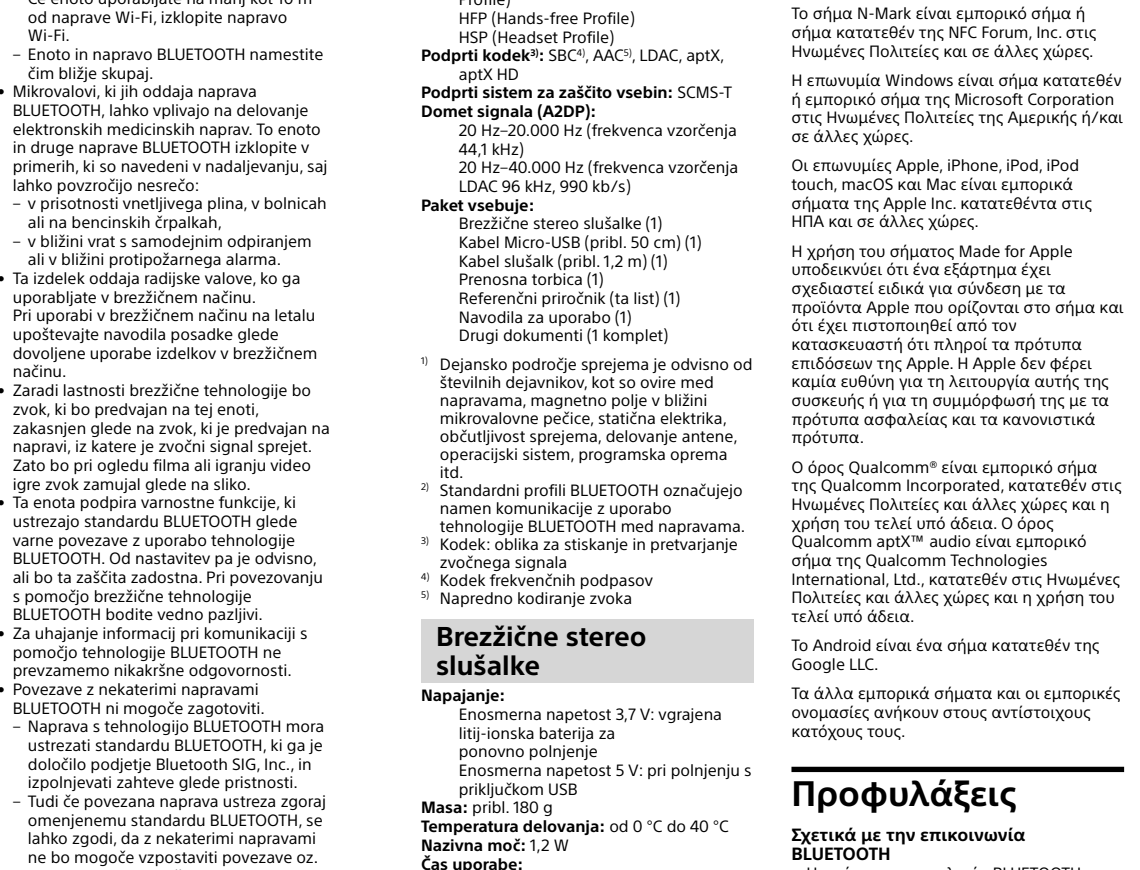 Če enoto uporabljate na manj kot 10 m
od naprave Wi-Fi, izklopite napravo
Wi-Fi.
– Enoto in napravo BLUETOOTH namestite
čim bližje skupaj.
• Mikrovalovi, ki jih oddaja naprava
BLUETOOTH, lahko vplivajo na delovanje
elektronskih medicinskih naprav. To enoto
in druge naprave BLUETOOTH izklopite v
primerih, ki so navedeni v nadaljevanju, saj
lahko povzročijo nesrečo:
– v prisotnosti vnetljivega plina, v bolnicah
ali na bencinskih črpalkah,
– v bližini vrat s samodejnim odpiranjem
ali v bližini protipožarnega alarma.
• Ta izdelek oddaja radijske valove, ko ga
uporabljate v brezžičnem načinu.
Pri uporabi v brezžičnem načinu na letalu
upoštevajte navodila posadke glede
dovoljene uporabe izdelkov v brezžičnem
načinu.
• Zaradi lastnosti brezžične tehnologije bo
zvok, ki bo predvajan na tej enoti,
zakasnjen glede na zvok, ki je predvajan na
napravi, iz katere je zvočni signal sprejet.
Zato bo pri ogledu filma ali igranju video
igre zvok zamujal glede na sliko.
• Ta enota podpira varnostne funkcije, ki
ustrezajo standardu BLUETOOTH glede
varne povezave z uporabo tehnologije
BLUETOOTH. Od nastavitev pa je odvisno,
ali bo ta zaščita zadostna. Pri povezovanju
s pomočjo brezžične tehnologije
BLUETOOTH bodite vedno pazljivi.
• Za uhajanje informacij pri komunikaciji s
pomočjo tehnologije BLUETOOTH ne
prevzamemo nikakršne odgovornosti.
• Povezave z nekaterimi napravami
BLUETOOTH ni mogoče zagotoviti.
– Naprava s tehnologijo BLUETOOTH mora
ustrezati standardu BLUETOOTH, ki ga je
določilo podjetje Bluetooth SIG, Inc., in
izpolnjevati zahteve glede pristnosti.
– Tudi če povezana naprava ustreza zgoraj
omenjenemu standardu BLUETOOTH, se
lahko zgodi, da z nekaterimi napravami
ne bo mogoče vzpostaviti povezave oz.
Profile)
HFP (Hands-free Profile)
HSP (Headset Profile)
Podprti kodek³⁾: SBC⁴⁾, AAC⁵⁾, LDAC, aptX,
aptX HD
Podprti sistem za zaščito vsebin: SCMS-T
Domet signala (A2DP):
20 Hz–20.000 Hz (frekvenca vzorčenja
44,1 kHz)
20 Hz–40.000 Hz (frekvenca vzorčenja
LDAC 96 kHz, 990 kb/s)
Paket vsebuje:
Brezžične stereo slušalke (1)
Kabel Micro-USB (pribl. 50 cm) (1)
Kabel slušalk (pribl. 1,2 m) (1)
Prenosna torbica (1)
Referenčni priročnik (ta list) (1)
Navodila za uporabo (1)
Drugi dokumenti (1 komplet)
¹⁾ Dejansko področje sprejema je odvisno od
številnih dejavnikov, kot so ovire med
napravama, magnetno polje v bližini
mikrovalovne pečice, statična elektrika,
občutljivost sprejema, delovanje antene,
operacijski sistem, programska oprema
itd.
²⁾ Standardni profili BLUETOOTH označujejo
namen komunikacije z uporabo
tehnologije BLUETOOTH med napravama.
³⁾ Kodek: oblika za stiskanje in pretvarjanje
zvočnega signala
⁴⁾ Kodek frekvenčnih podpasov
⁵⁾ Napredno kodiranje zvoka
Brezžične stereo
slušalke
Napajanje:
Enosmerna napetost 3,7 V: vgrajena
litij-ionska baterija za
ponovno polnjenje
Enosmerna napetost 5 V: pri polnjenju s
priključkom USB
Masa: pribl. 180 g
Temperatura delovanja: od 0 °C do 40 °C
Nazivna moč: 1,2 W
Čas uporabe:
Το σήμα N-Mark είναι εμπορικό σήμα ή
σήμα κατατεθέν της NFC Forum, Inc. στις
Ηνωμένες Πολιτείες και σε άλλες χώρες.
Η επωνυμία Windows είναι σήμα κατατεθέν
ή εμπορικό σήμα της Microsoft Corporation
στις Ηνωμένες Πολιτείες της Αμερικής ή/και
σε άλλες χώρες.
Οι επωνυμίες Apple, iPhone, iPod, iPod
touch, macOS και Mac είναι εμπορικά
σήματα της Apple Inc. κατατεθέντα στις
ΗΠΑ και σε άλλες χώρες.
Η χρήση του σήματος Made for Apple
υποδεικνύει ότι ένα εξάρτημα έχει
σχεδιαστεί ειδικά για σύνδεση με τα
προϊόντα Apple που ορίζονται στο σήμα και
ότι έχει πιστοποιηθεί από τον
κατασκευαστή ότι πληροί τα πρότυπα
επιδόσεων της Apple. Η Apple δεν φέρει
καμία ευθύνη για τη λειτουργία αυτής της
συσκευής ή για τη συμμόρφωσή της με τα
πρότυπα ασφαλείας και τα κανονιστικά
πρότυπα.
Ο όρος Qualcomm® είναι εμπορικό σήμα
της Qualcomm Incorporated, κατατεθέν στις
Ηνωμένες Πολιτείες και άλλες χώρες και η
χρήση του τελεί υπό άδεια. Ο όρος
Qualcomm aptX™ audio είναι εμπορικό
σήμα της Qualcomm Technologies
International, Ltd., κατατεθέν στις Ηνωμένες
Πολιτείες και άλλες χώρες και η χρήση του
τελεί υπό άδεια.
Το Android είναι ένα σήμα κατατεθέν της
Google LLC.
Τα άλλα εμπορικά σήματα και οι εμπορικές
ονομασίες ανήκουν στους αντίστοιχους
κατόχους τους.
Προφυλάξεις
Σχετικά με την επικοινωνία
BLUETOOTH